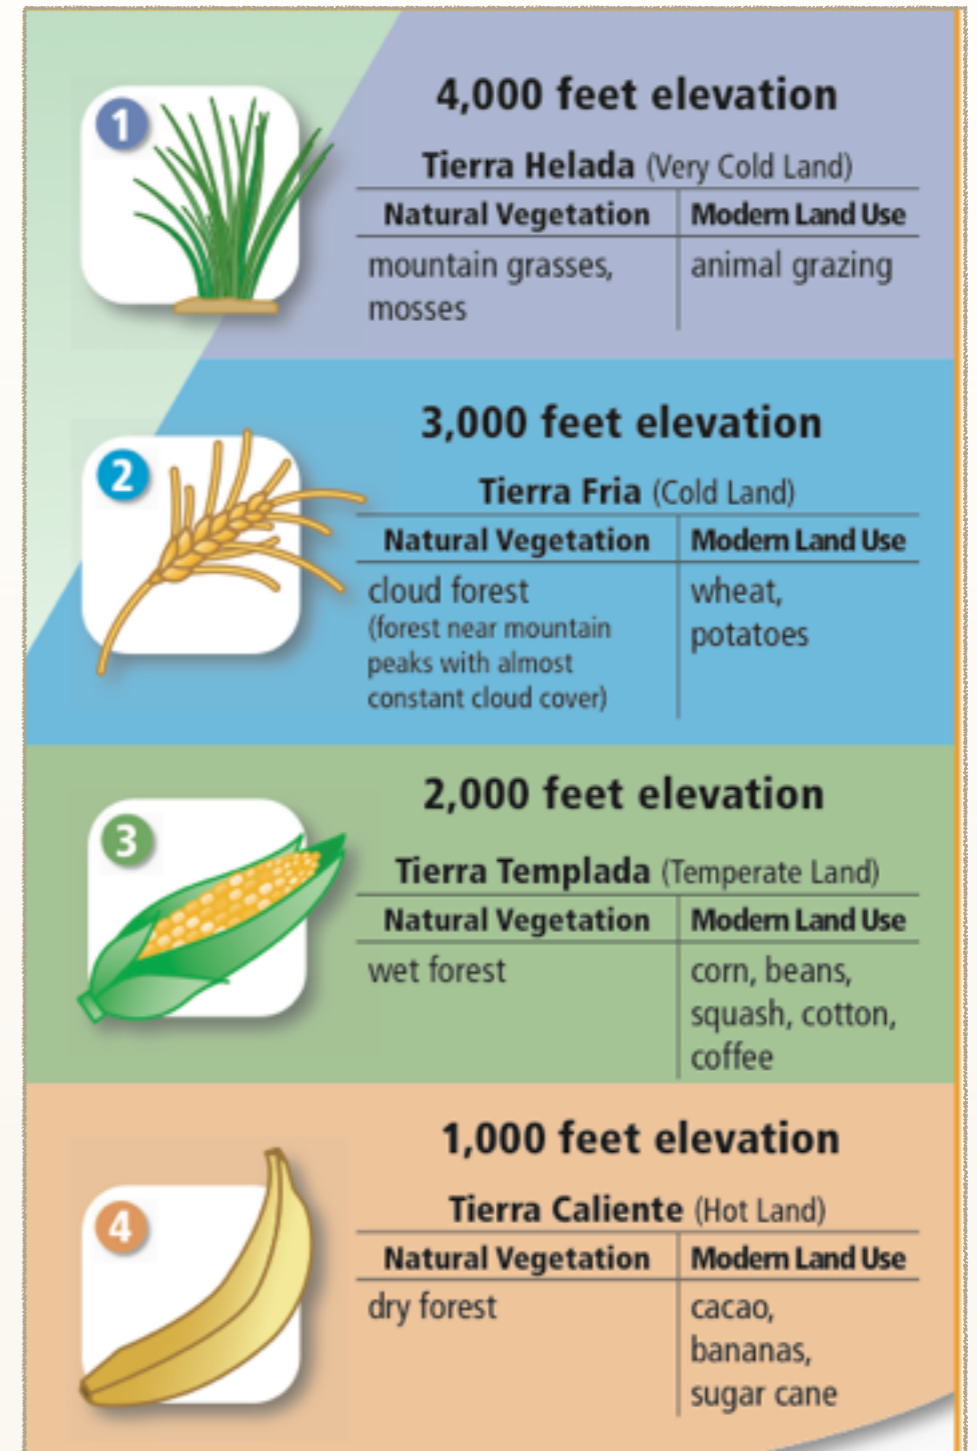 1
4,000 feet elevation
Tierra Helada (Very Cold Land)
Natural Vegetation Modern Land Use
mountain grasses, animal grazing
mosses
2
3,000 feet elevation
Tierra Fria (Cold Land)
Natural Vegetation Modern Land Use
cloud forest wheat,
(forest near mountain potatoes
peaks with almost
constant cloud cover)
3
2,000 feet elevation
Tierra Templada (Temperate Land)
Natural Vegetation Modern Land Use
wet forest corn, beans,
squash, cotton,
coffee
4
1,000 feet elevation
Tierra Caliente (Hot Land)
Natural Vegetation Modern Land Use
dry forest cacao,
bananas,
sugar cane